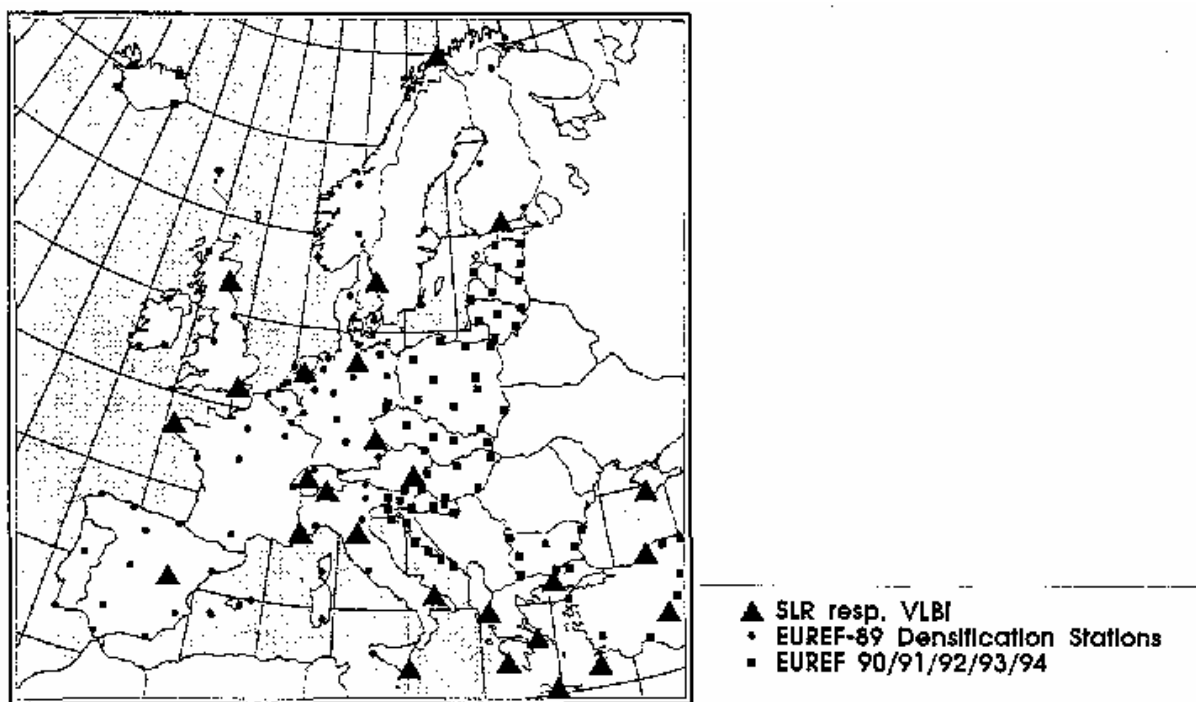 SLR resp. VLBI
EUREF-89 Densification Stations
EUREF 90/91/92/93/94